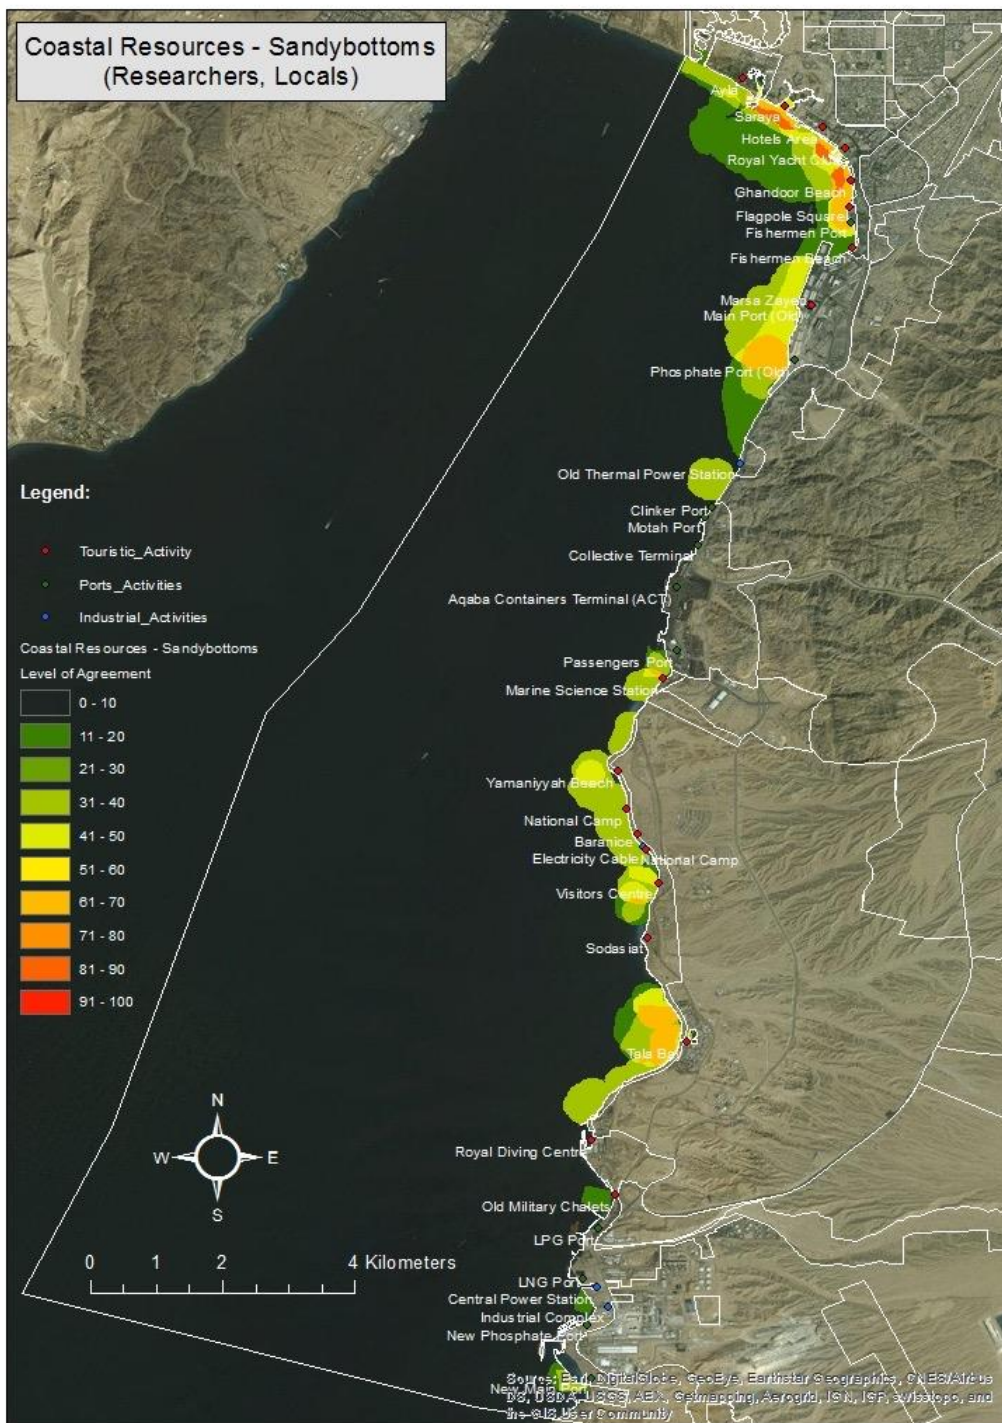 Coastal Resources - Sandybottoms
(Researchers, Locals)
Ayla
Saraya
Hotels Area
Royal Yacht Club
Ghandoor Beach
Flagpole Square
Fishermen Port
Fishermen Beach
Marsa Zayed
Main Port (Old)
Phosphate Port (Old)
Old Thermal Power Station
Clinker Port
Motah Port
Collective Terminal
Aqaba Containers Terminal (ACT)
Passengers Port
Marine Science Station
Yamaniyyah Beach
National Camp
Baranice
Electricity Cable
National Camp
Visitors Centre
Sodasiat
Tala Bay
Royal Diving Centre
Old Military Chalets
LPG Port
LNG Port
Central Power Station
Industrial Complex
New Phosphate Port
New Main Port
Legend:
Touristic_Activity
Ports_Activities
Industrial_Activities
Coastal Resources - Sandybottoms
Level of Agreement
0 - 10
11 - 20
21 - 30
31 - 40
41 - 50
51 - 60
61 - 70
71 - 80
81 - 90
91 - 100
N
W
E
S
0 2 4 Kilometers
Source: Esri, DigitalGlobe, GeoEye, Earthstar Geographics, CNES/Airbus
DS, USDA, USGS, AEX, Getmapping, Aerogrid, IGN, IGP, swisstopo, and
the GIS User Community